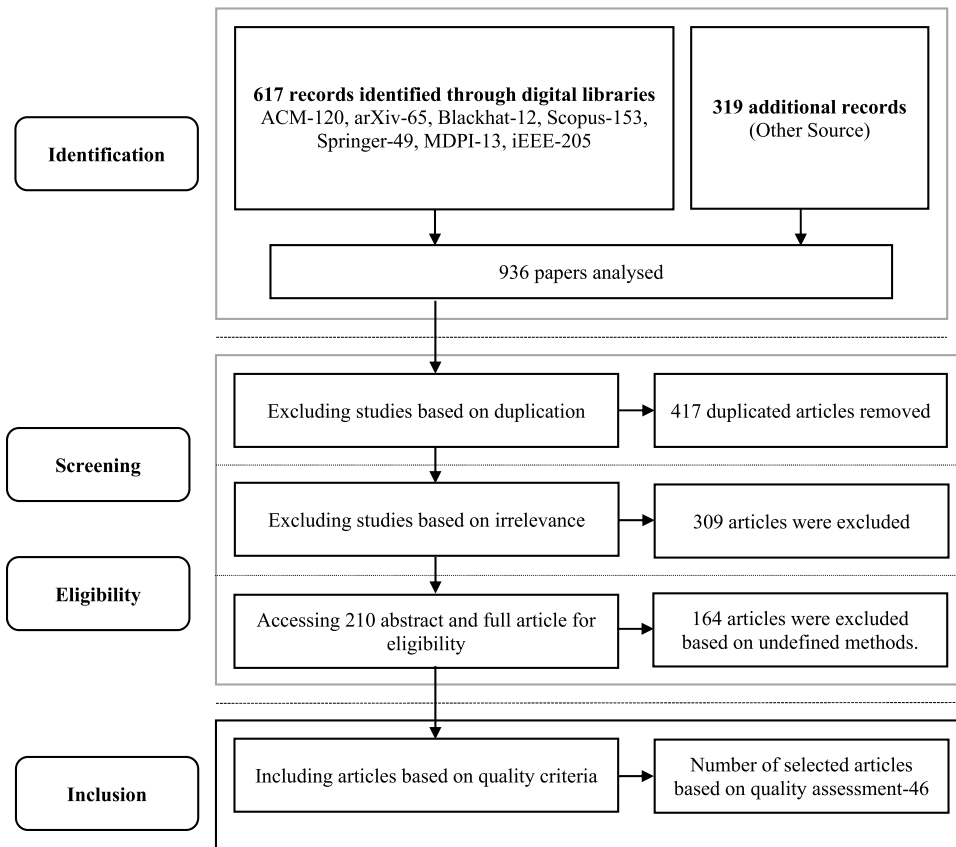 Identification
617 records identified through digital libraries
ACM-120, arXiv-65, Blackhat-12, Scopus-153,
Springer-49, MDPI-13, iEEE-205
319 additional records
(Other Source)
936 papers analysed
Screening
Excluding studies based on duplication
417 duplicated articles removed
Excluding studies based on irrelevance
309 articles were excluded
Eligibility
Accessing 210 abstract and full article for
eligibility
164 articles were excluded
based on undefined methods.
Inclusion
Including articles based on quality criteria
Number of selected articles
based on quality assessment-46